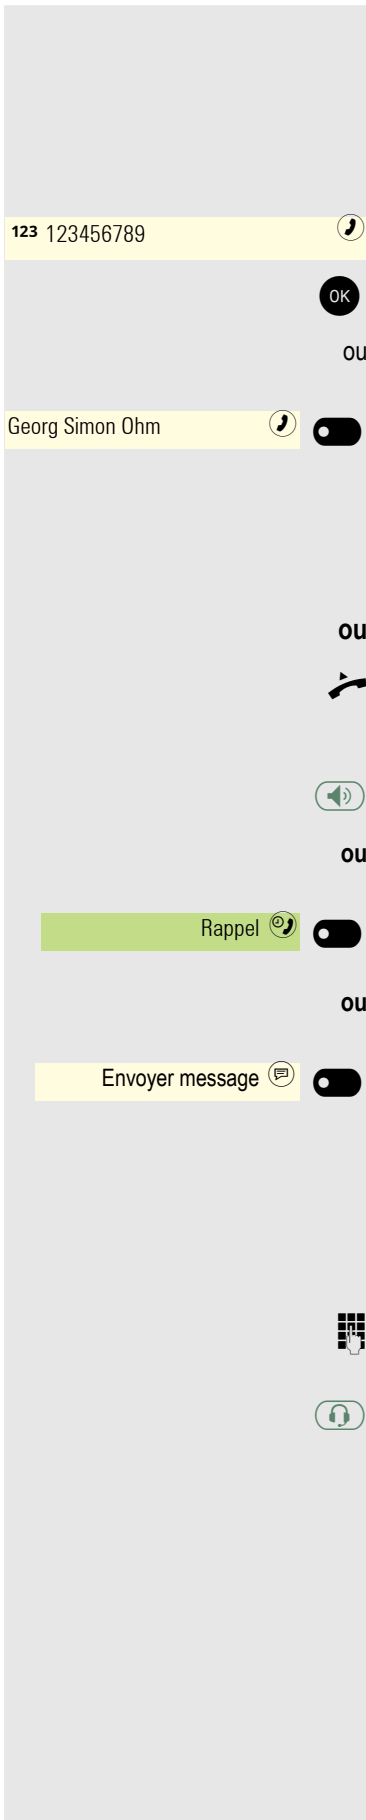 123 123456789
OK
ou
Georg Simon Ohm
ou
ou
Rappel
ou
Envoyer message